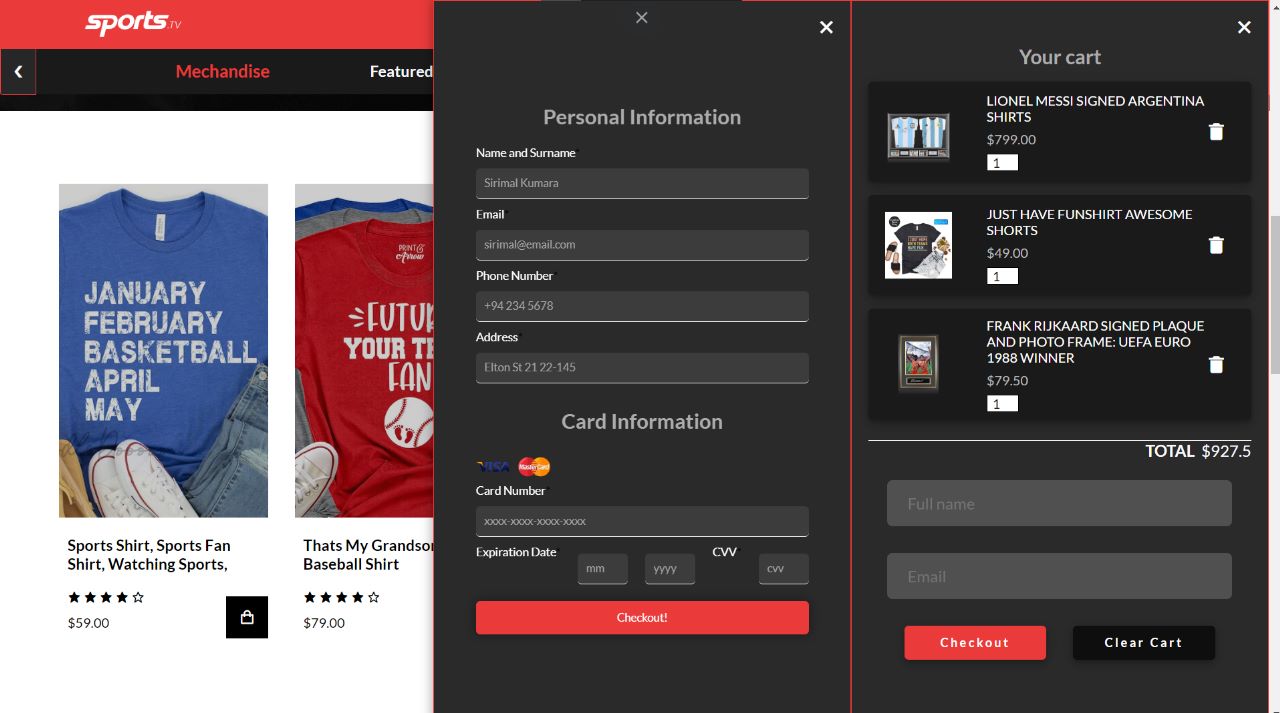 sports.TV
Mechandise
Featured
JANUARY
FEBRUARY
BASKETBALL
APRIL
MAY
PRINT&
Arrow
FUTUR
YOUR TE
FAN
Sports Shirt, Sports Fan
Shirt, Watching Sports,
$59.00
Thats My Grandson
Baseball Shirt
$79.00
Personal Information
Name and Surname*
Sirimal Kumara
Email*
sirimal@email.com
Phone Number*
+94 234 5678
Address*
Elton St 21 22-145
Card Information
VISA MasterCard
Card Number*
xxxx-xxxx-xxxx-xxxx
Expiration Date
mm
yyyy
CVV
cvv
Checkout!
Your cart
LIONEL MESSI SIGNED ARGENTINA
SHIRTS
$799.00
1
JUST HAVE FUNSHIRT AWESOME
SHORTS
$49.00
1
FRANK RIJKAARD SIGNED PLAQUE
AND PHOTO FRAME: UEFA EURO
1988 WINNER
$79.50
1
TOTAL $927.5
Full name
Email
Checkout
Clear Cart